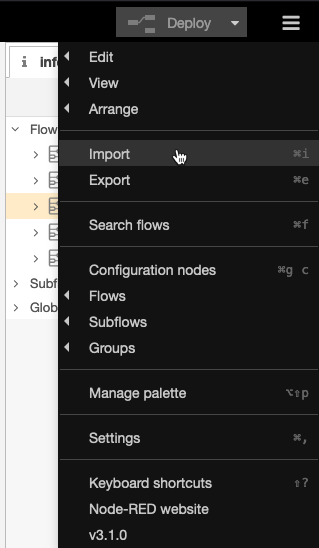 Deploy
i info
Edit
View
Arrange
Flow
Import ⌘i
Export ⌘e
Search flows ⌘f
Configuration nodes ⌘g c
Subf
Flows
Glob
Subflows
Groups
Manage palette ⌥⇧p
Settings ⌘,
Keyboard shortcuts ⇧?
Node-RED website
v3.1.0